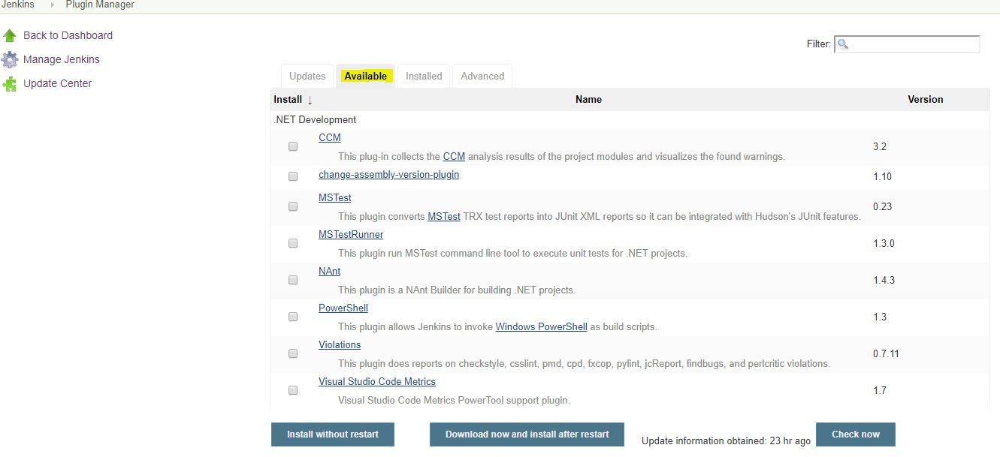 Jenkins Plugin Manager
Back to Dashboard
Manage Jenkins
Update Center
Filter:
Updates Available Installed Advanced
Install ↓ Name Version
.NET Development
CCM
This plug-in collects the CCM analysis results of the project modules and visualizes the found warnings.
3.2
change-assembly-version-plugin
1.10
MSTest
This plugin converts MSTest TRX test reports into JUnit XML reports so it can be integrated with Hudson's JUnit features.
0.23
MSTestRunner
This plugin run MSTest command line tool to execute unit tests for .NET projects.
1.3.0
NAnt
This plugin is a NAnt Builder for building .NET projects.
1.4.3
PowerShell
This plugin allows Jenkins to invoke Windows PowerShell as build scripts.
1.3
Violations
This plugin does reports on checkstyle, csslint, pmd, cpd, fxcop, pylint, jcReport, findbugs, and perlcritic violations.
0.7.11
Visual Studio Code Metrics
Visual Studio Code Metrics PowerTool support plugin.
1.7
Install without restart Download now and install after restart Update information obtained: 23 hr ago Check now